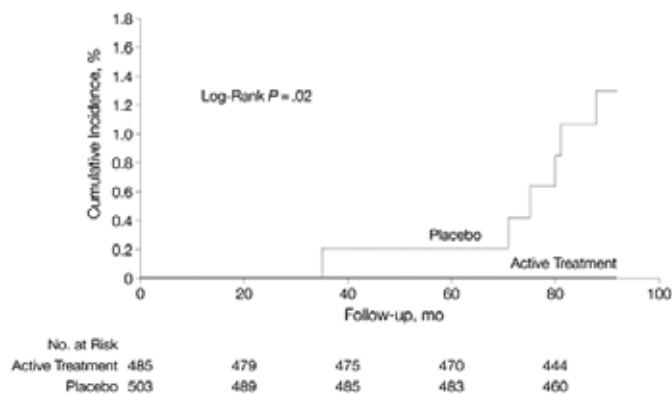 Cumulative Incidence, %
1.8
1.6
1.4
1.2
1.0
0.8
0.6
0.4
0.2
0
Log-Rank P = .02
Placebo
Active Treatment
0 20 40 60 80 100
Follow-up, mo
No. at Risk
Active Treatment 485 479 475 470 444
Placebo 503 489 485 483 460